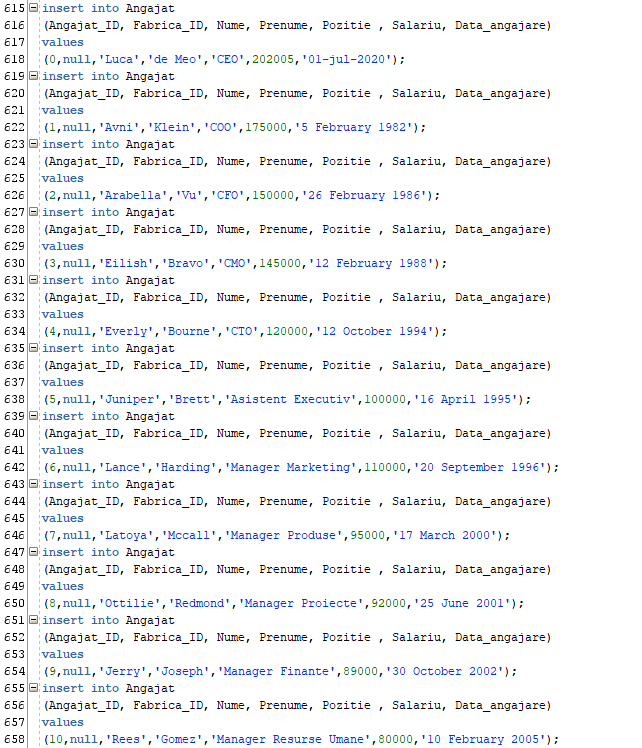 615 insert into Angajat
616 (Angajat_ID, Fabrica_ID, Nume, Prenume, Pozitie , Salariu, Data_angajare)
617 values
618 (0,null,'Luca','de Meo','CEO',202005,'01-jul-2020');
619 insert into Angajat
620 (Angajat_ID, Fabrica_ID, Nume, Prenume, Pozitie , Salariu, Data_angajare)
621 values
622 (1,null,'Avni','Klein','COO',175000,'5 February 1982');
623 insert into Angajat
624 (Angajat_ID, Fabrica_ID, Nume, Prenume, Pozitie , Salariu, Data_angajare)
625 values
626 (2,null,'Arabella','Vu','CFO',150000,'26 February 1986');
627 insert into Angajat
628 (Angajat_ID, Fabrica_ID, Nume, Prenume, Pozitie , Salariu, Data_angajare)
629 values
630 (3,null,'Eilish','Bravo','CMO',145000,'12 February 1988');
631 insert into Angajat
632 (Angajat_ID, Fabrica_ID, Nume, Prenume, Pozitie , Salariu, Data_angajare)
633 values
634 (4,null,'Everly','Bourne','CTO',120000,'12 October 1994');
635 insert into Angajat
636 (Angajat_ID, Fabrica_ID, Nume, Prenume, Pozitie , Salariu, Data_angajare)
637 values
638 (5,null,'Juniper','Brett','Asistent Executiv',100000,'16 April 1995');
639 insert into Angajat
640 (Angajat_ID, Fabrica_ID, Nume, Prenume, Pozitie , Salariu, Data_angajare)
641 values
642 (6,null,'Lance','Harding','Manager Marketing',110000,'20 September 1996');
643 insert into Angajat
644 (Angajat_ID, Fabrica_ID, Nume, Prenume, Pozitie , Salariu, Data_angajare)
645 values
646 (7,null,'Latoya','Mccall','Manager Produse',95000,'17 March 2000');
647 insert into Angajat
648 (Angajat_ID, Fabrica_ID, Nume, Prenume, Pozitie , Salariu, Data_angajare)
649 values
650 (8,null,'Ottilie','Redmond','Manager Proiecte',92000,'25 June 2001');
651 insert into Angajat
652 (Angajat_ID, Fabrica_ID, Nume, Prenume, Pozitie , Salariu, Data_angajare)
653 values
654 (9,null,'Jerry','Joseph','Manager Finante',89000,'30 October 2002');
655 insert into Angajat
656 (Angajat_ID, Fabrica_ID, Nume, Prenume, Pozitie , Salariu, Data_angajare)
657 values
658 (10,null,'Rees','Gomez','Manager Resurse Umane',80000,'10 February 2005');